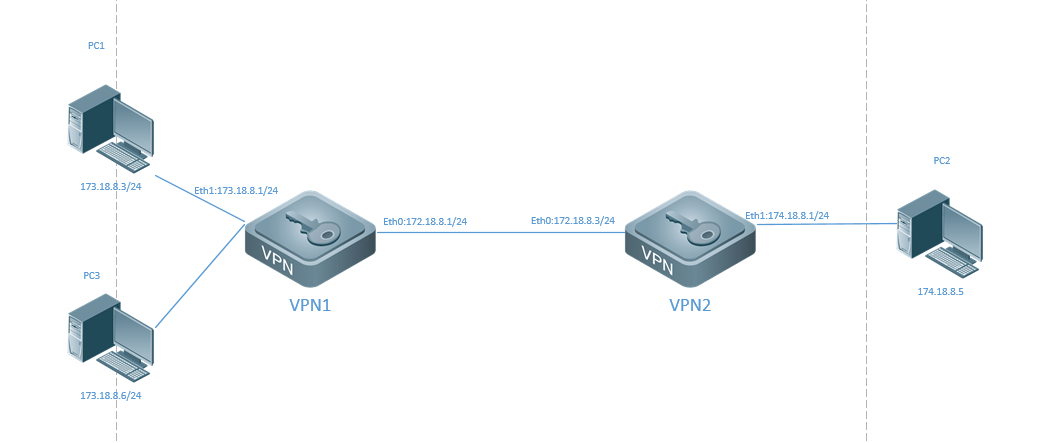 PC1
173.18.8.3/24
Eth1:173.18.8.1/24
PC3
173.18.8.6/24
VPN
VPN1
Eth0:172.18.8.1/24
Eth0:172.18.8.3/24
VPN
VPN2
Eth1:174.18.8.1/24
PC2
174.18.8.5